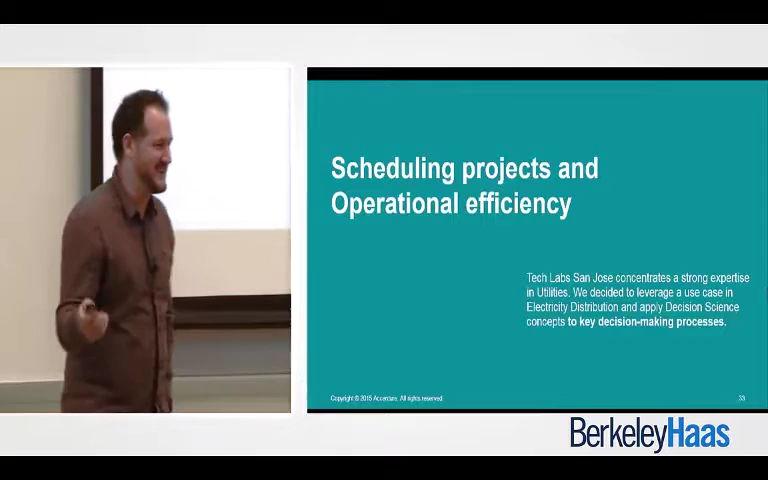 Scheduling projects and
Operational efficiency
Tech Labs San Jose concentrates a strong expertise
in Utilities. We decided to leverage a use case in
Electricity Distribution and apply Decision Science
concepts to key decision-making processes.
Copyright © 2015 Accenture. All rights reserved.
33
BerkeleyHaas